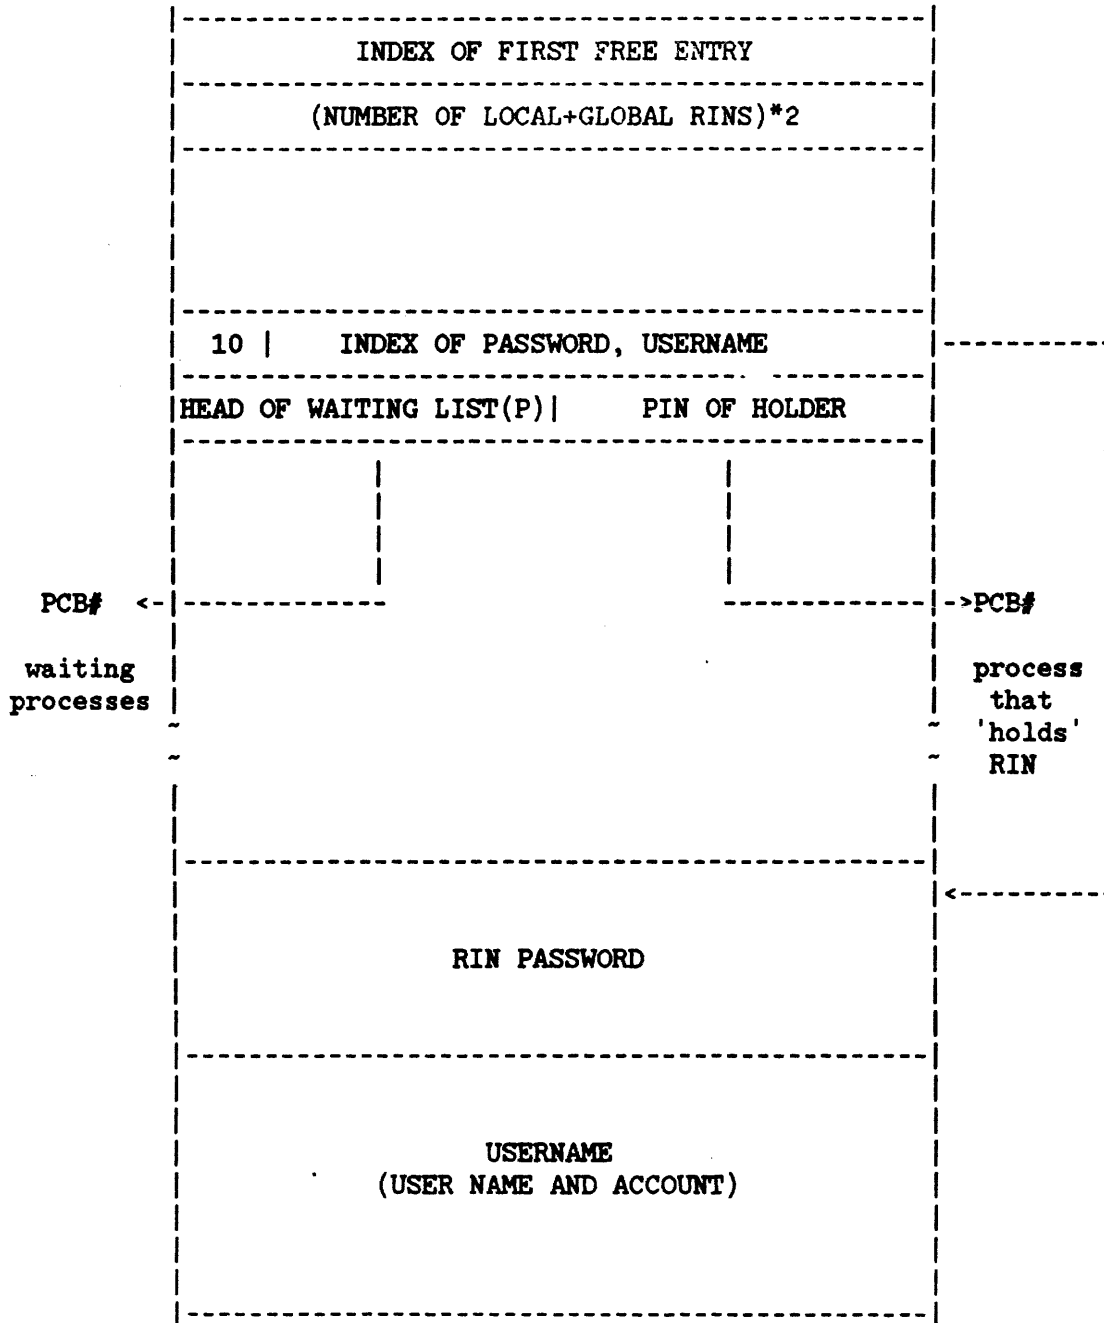 INDEX OF FIRST FREE ENTRY
(NUMBER OF LOCAL+GLOBAL RINS)*2
10 | INDEX OF PASSWORD, USERNAME
HEAD OF WAITING LIST(P)| PIN OF HOLDER
PCB# <- ->PCB#
waiting process
processes that
'holds'
RIN
RIN PASSWORD
USERNAME
(USER NAME AND ACCOUNT)